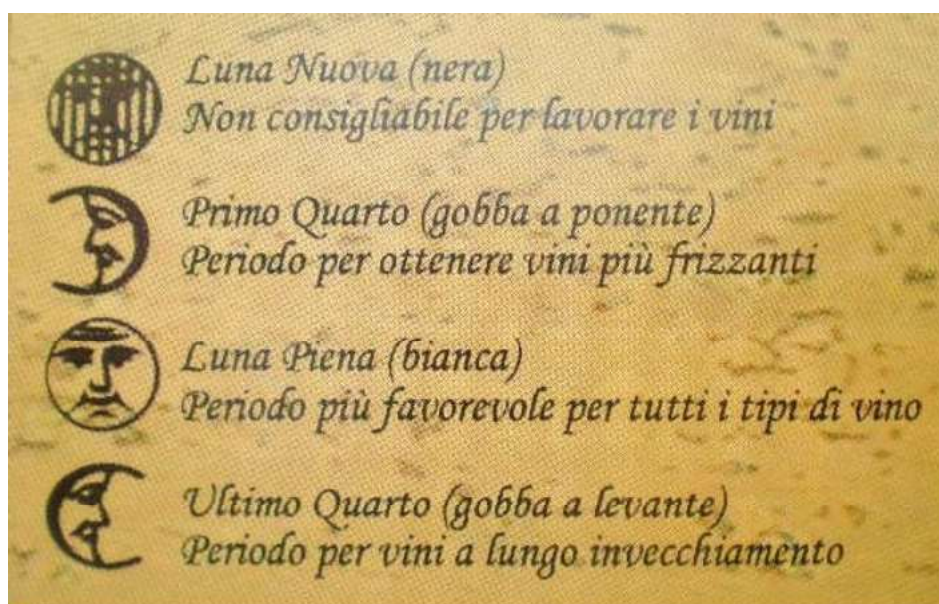 Luna Nuova (nera)
Non consigliabile per lavorare i vini
Primo Quarto (gobba a ponente)
Periodo per ottenere vini più frizzanti
Luna Piena (bianca)
Periodo più favorevole per tutti i tipi di vino
Ultimo Quarto (gobba a levante)
Periodo per vini a lungo invecchiamento